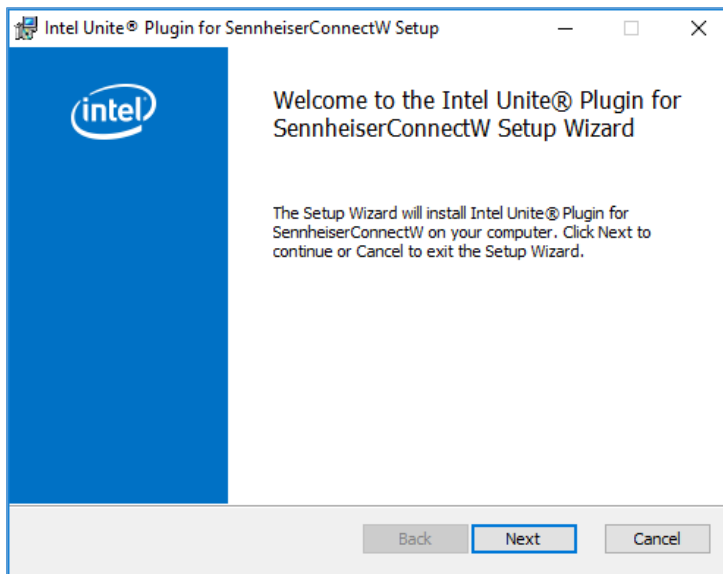 Intel Unite® Plugin for SennheiserConnectW Setup
intel
Welcome to the Intel Unite® Plugin for
SennheiserConnectW Setup Wizard
The Setup Wizard will install Intel Unite® Plugin for
SennheiserConnectW on your computer. Click Next to
continue or Cancel to exit the Setup Wizard.
Back Next Cancel